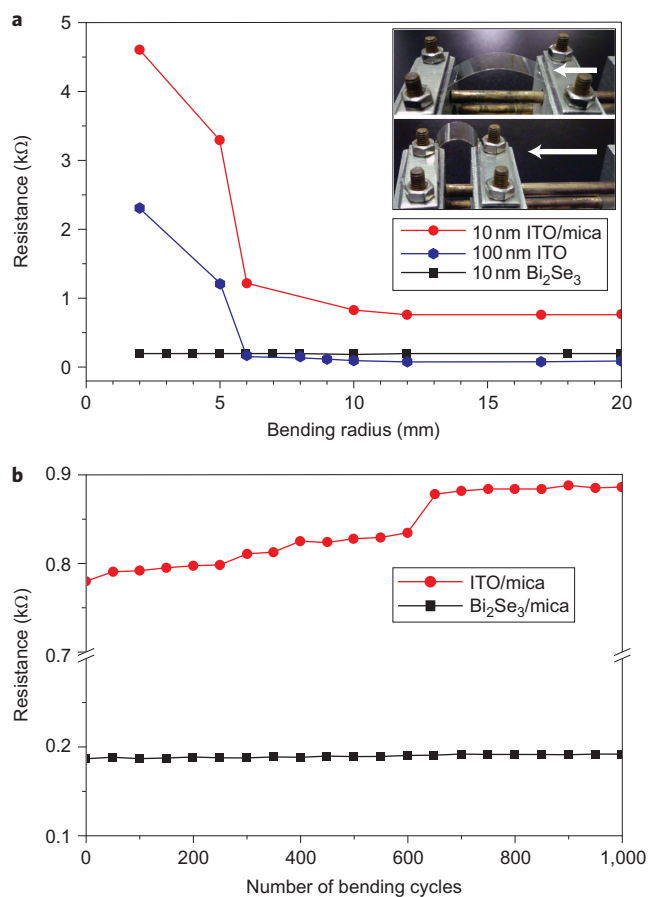 a
5
4
3
2
1
0
Resistance (kΩ)
10 nm ITO/mica
100 nm ITO
10 nm Bi₂Se₃
0 5 10 15 20
Bending radius (mm)
b
0.9
0.8
0.7
0.2
0.1
Resistance (kΩ)
ITO/mica
Bi₂Se₃/mica
0 200 400 600 800 1,000
Number of bending cycles